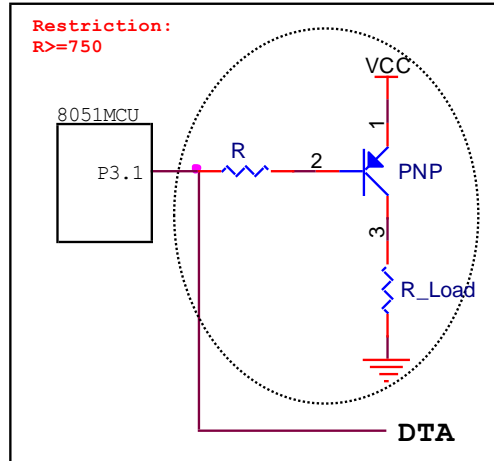 Restriction:
R>=750
VCC
8051MCU
1
R
2
P3.1
PNP
3
R_Load
DTA